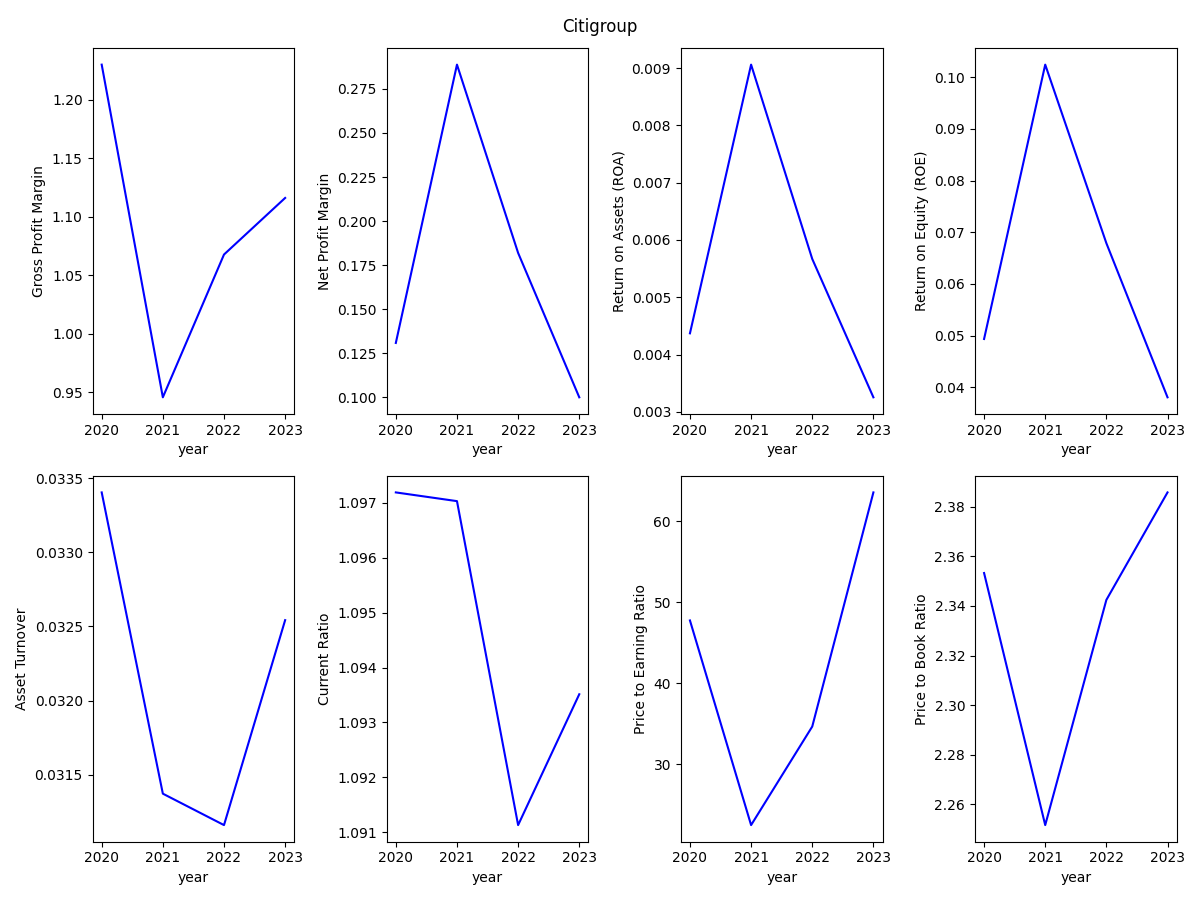 Citigroup
Gross Profit Margin
1.20
1.15
1.10
1.05
1.00
0.95
2020 2021 2022 2023
year
Net Profit Margin
0.275
0.250
0.225
0.200
0.175
0.150
0.125
0.100
2020 2021 2022 2023
year
Return on Assets (ROA)
0.009
0.008
0.007
0.006
0.005
0.004
0.003
2020 2021 2022 2023
year
Return on Equity (ROE)
0.10
0.09
0.08
0.07
0.06
0.05
0.04
2020 2021 2022 2023
year
Asset Turnover
0.0335
0.0330
0.0325
0.0320
0.0315
2020 2021 2022 2023
year
Current Ratio
1.097
1.096
1.095
1.094
1.093
1.092
1.091
2020 2021 2022 2023
year
Price to Earning Ratio
60
50
40
30
2020 2021 2022 2023
year
Price to Book Ratio
2.38
2.36
2.34
2.32
2.30
2.28
2.26
2020 2021 2022 2023
year